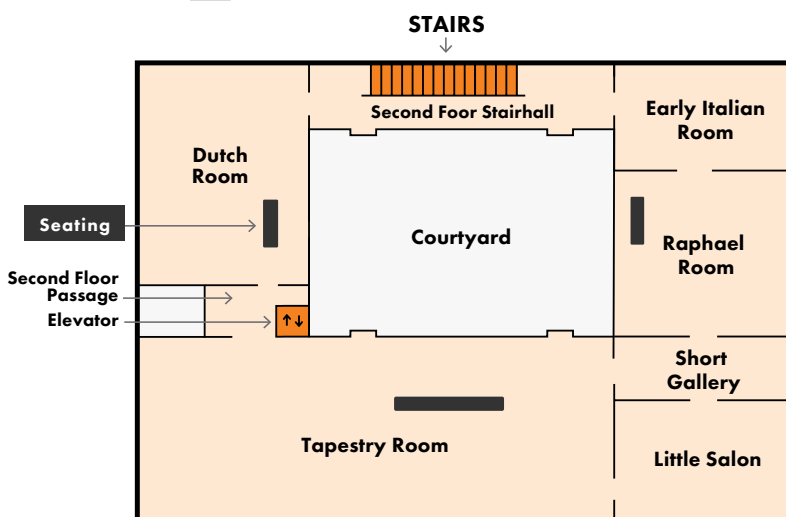 STAIRS
Second Foor Stairhall
Early Italian
Room
Dutch
Room
Seating
Courtyard
Raphael
Room
Second Floor
Passage
Elevator
Short
Gallery
Tapestry Room
Little Salon